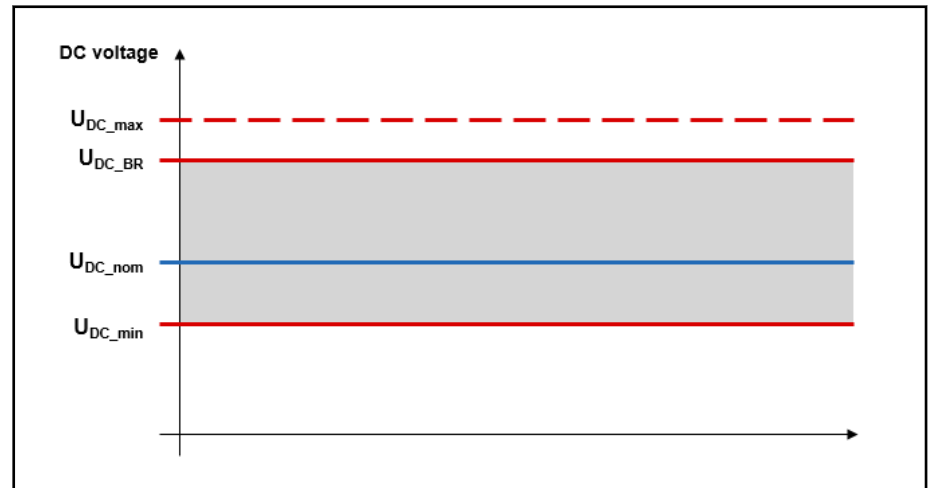 DC voltage
UDC_max
UDC_BR
UDC_nom
UDC_min